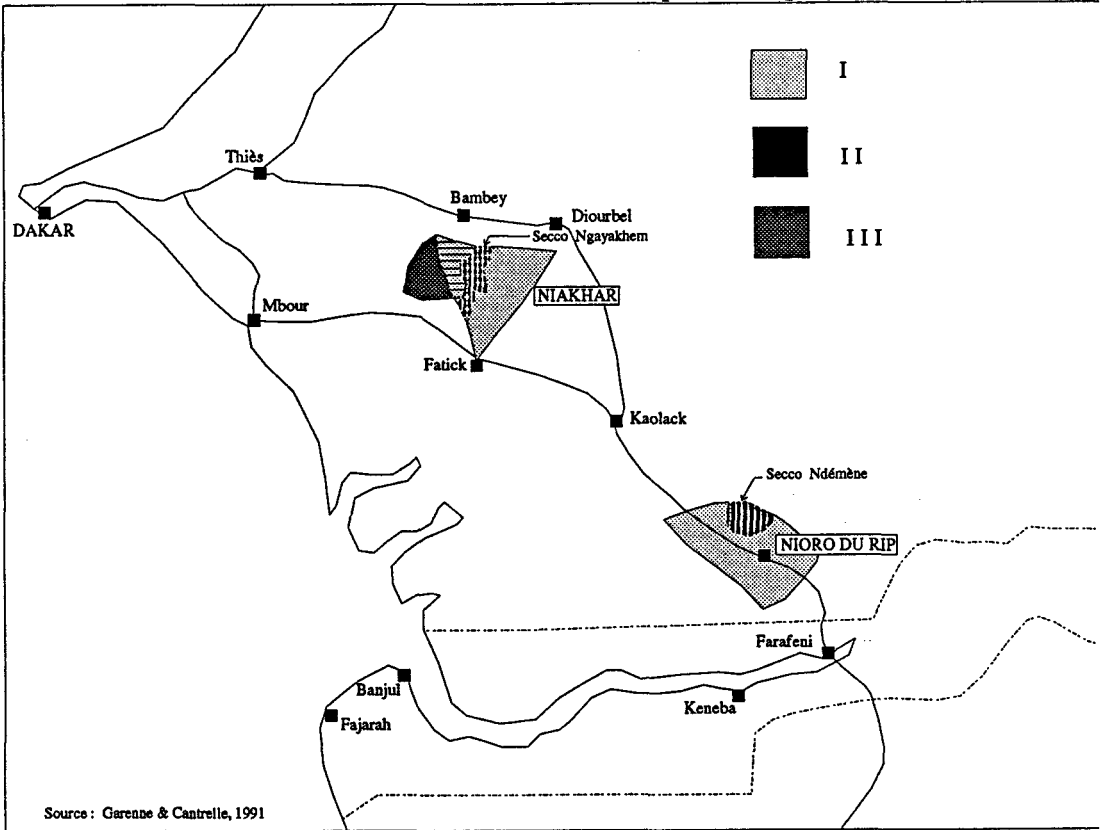 I
II
III
Thiès
DAKAR
Bambey
Diourbel
Secco Ngayakhem
NIAKHAR
Mbour
Fatick
Kaolack
Secco Ndémène
NIORO DU RIP
Farafeni
Banjul
Keneba
Fajarah
Source : Garenne & Cantrelle, 1991